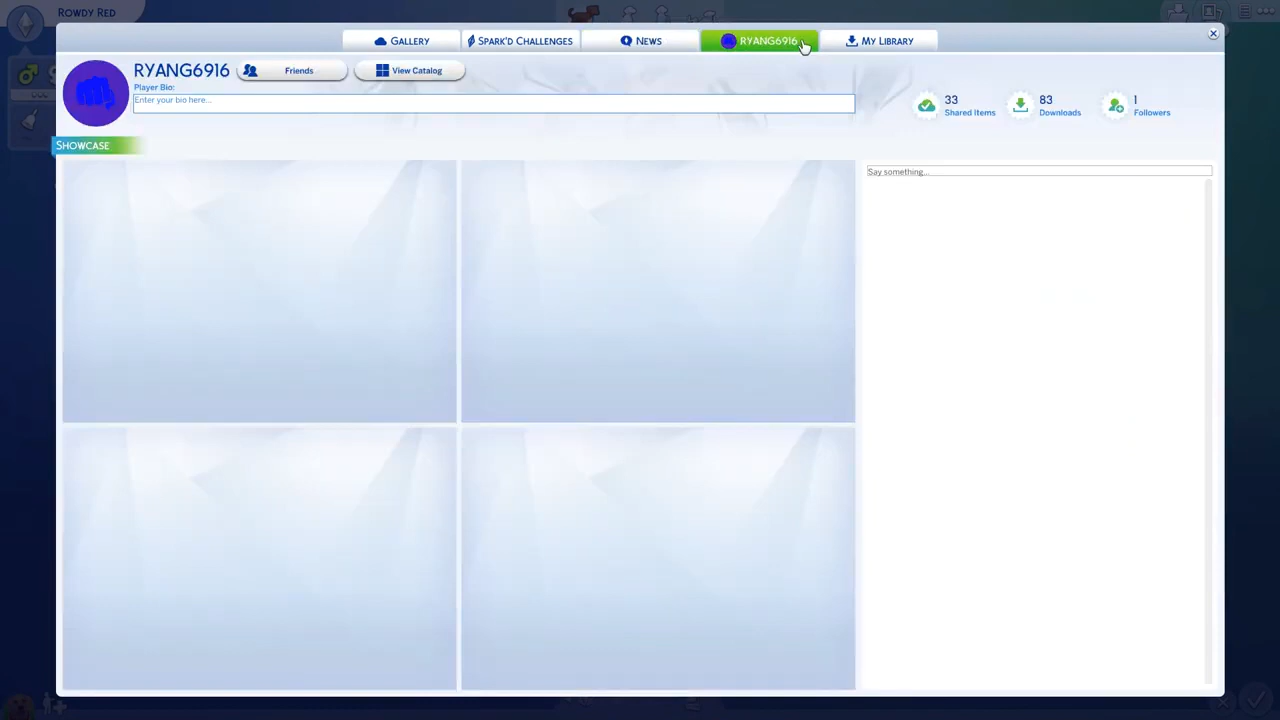 Rowdy Red
Gallery
Spark'd Challenges
News
RYANG6916
My Library
RYANG6916
Friends
View Catalog
Player Bio:
Enter your bio here...
33
Shared Items
83
Downloads
1
Followers
Showcase
Say something...